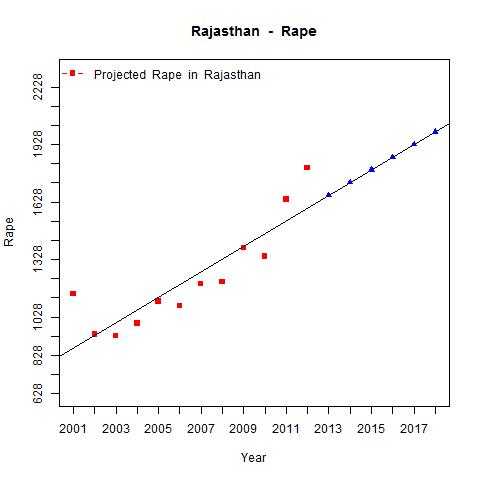 Rajasthan - Rape
Projected Rape in Rajasthan
2228
1928
1628
1328
1028
828
628
Rape
2001 2003 2005 2007 2009 2011 2013 2015 2017
Year